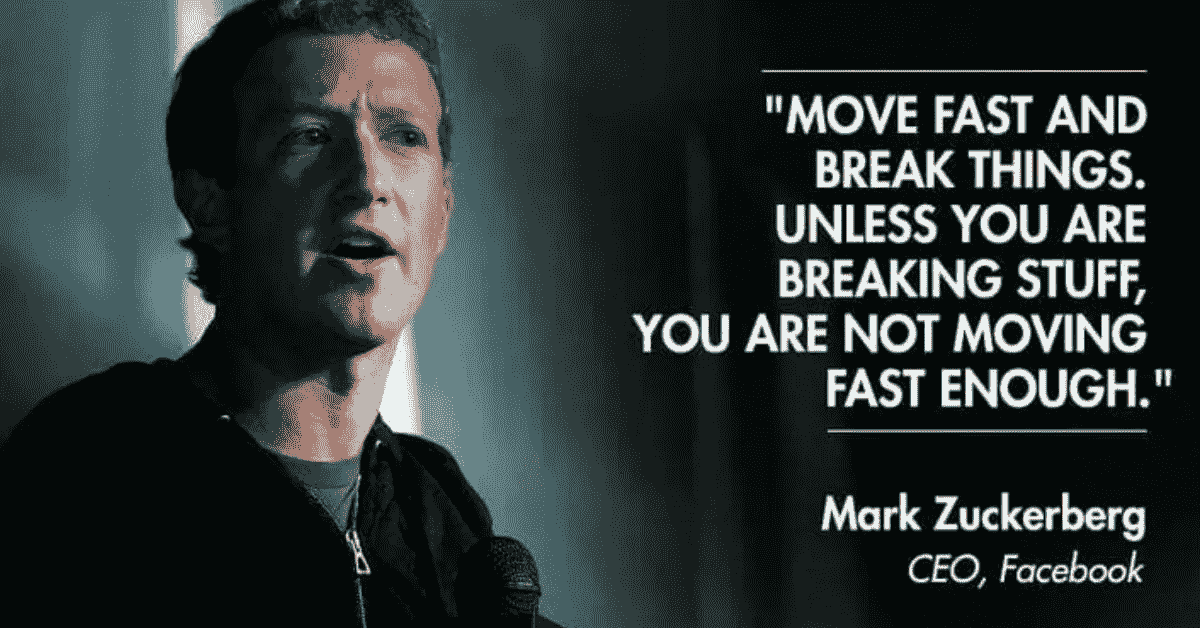 "MOVE FAST AND
BREAK THINGS.
UNLESS YOU ARE
BREAKING STUFF,
YOU ARE NOT MOVING
FAST ENOUGH."
Mark Zuckerberg
CEO, Facebook